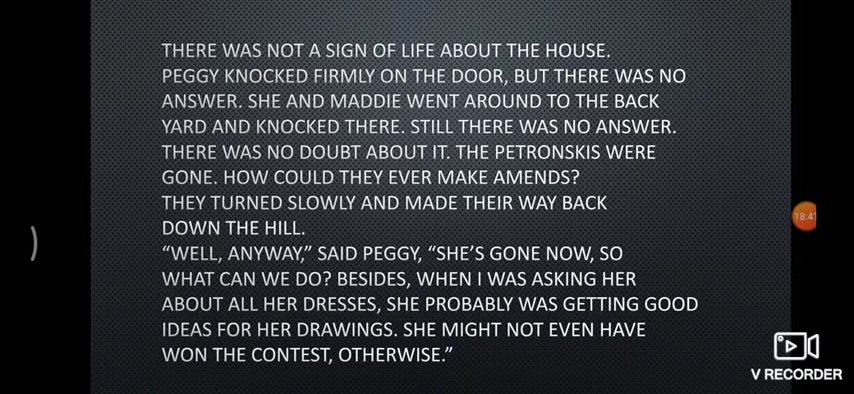 THERE WAS NOT A SIGN OF LIFE ABOUT THE HOUSE.
PEGGY KNOCKED FIRMLY ON THE DOOR, BUT THERE WAS NO
ANSWER. SHE AND MADDIE WENT AROUND TO THE BACK
YARD AND KNOCKED THERE. STILL THERE WAS NO ANSWER.
THERE WAS NO DOUBT ABOUT IT. THE PETRONSKIS WERE
GONE. HOW COULD THEY EVER MAKE AMENDS?
THEY TURNED SLOWLY AND MADE THEIR WAY BACK
DOWN THE HILL.
“WELL, ANYWAY,” SAID PEGGY, “SHE’S GONE NOW, SO
WHAT CAN WE DO? BESIDES, WHEN I WAS ASKING HER
ABOUT ALL HER DRESSES, SHE PROBABLY WAS GETTING GOOD
IDEAS FOR HER DRAWINGS. SHE MIGHT NOT EVEN HAVE
WON THE CONTEST, OTHERWISE.”
18:41
V RECORDER